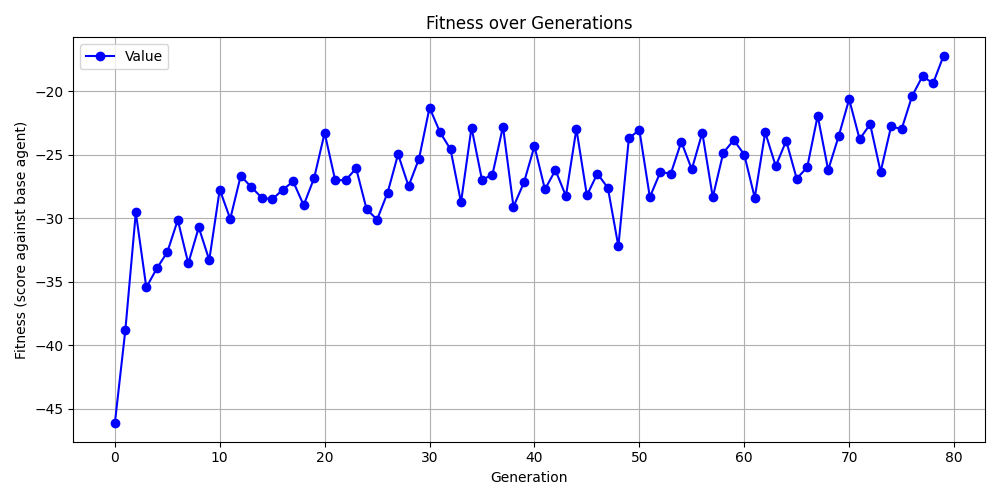 Fitness over Generations
Value
Fitness (score against base agent)
−20
−25
−30
−35
−40
−45
0 10 20 30 40 50 60 70 80
Generation